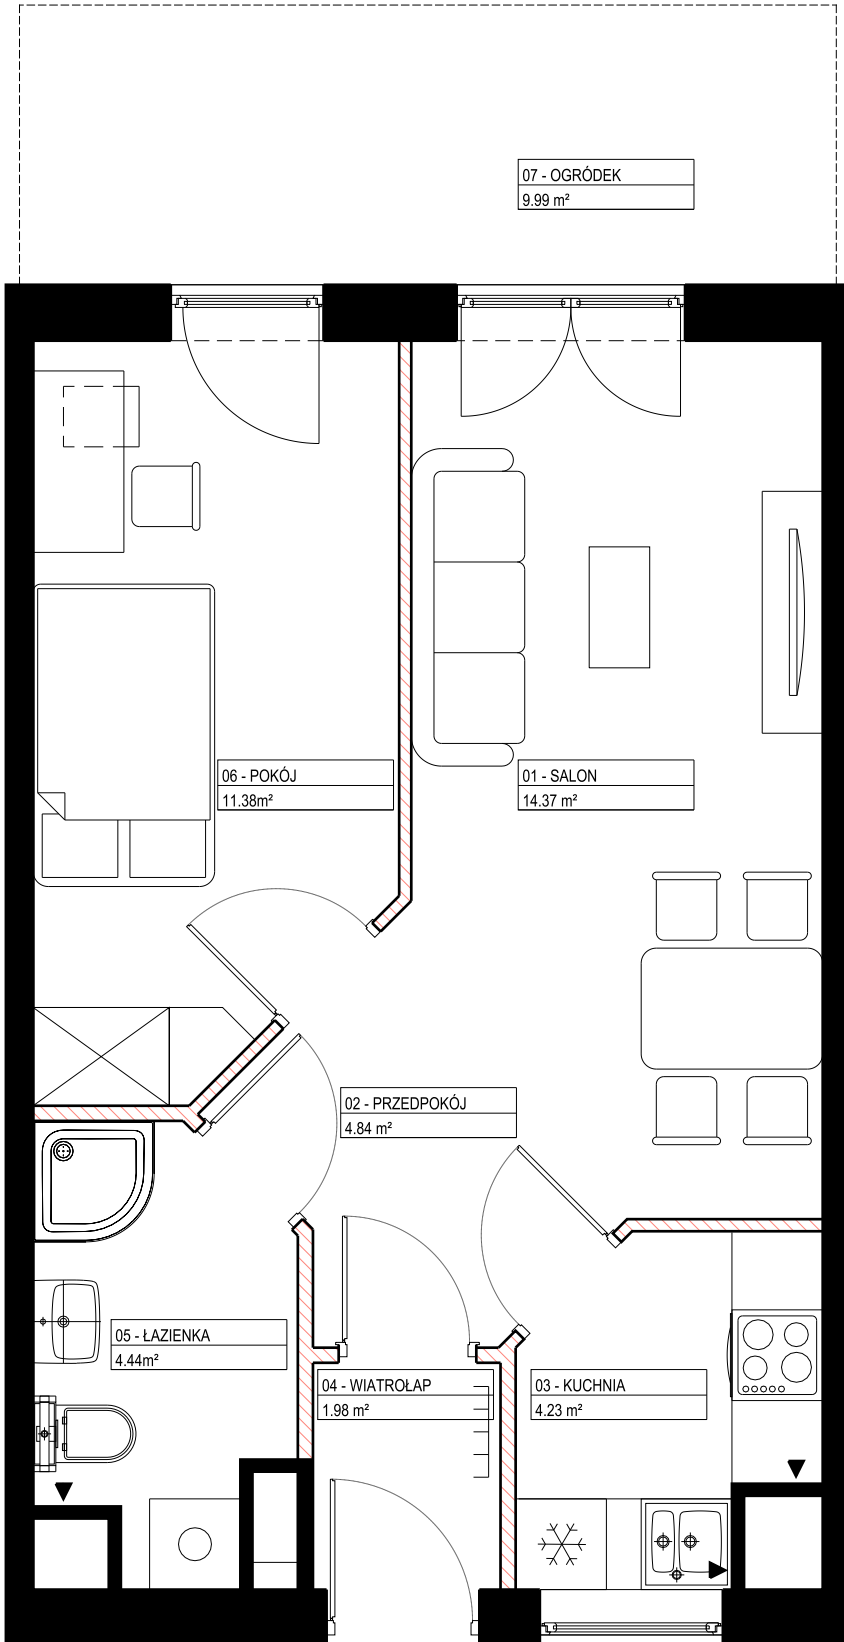 07 - OGRÓDEK
9.99 m²
06 - POKÓJ
11.38m²
01 - SALON
14.37 m²
02 - PRZEDPOKÓJ
4.84 m²
05 - ŁAZIENKA
4.44m²
04 - WIATROŁAP
1.98 m²
03 - KUCHNIA
4.23 m²